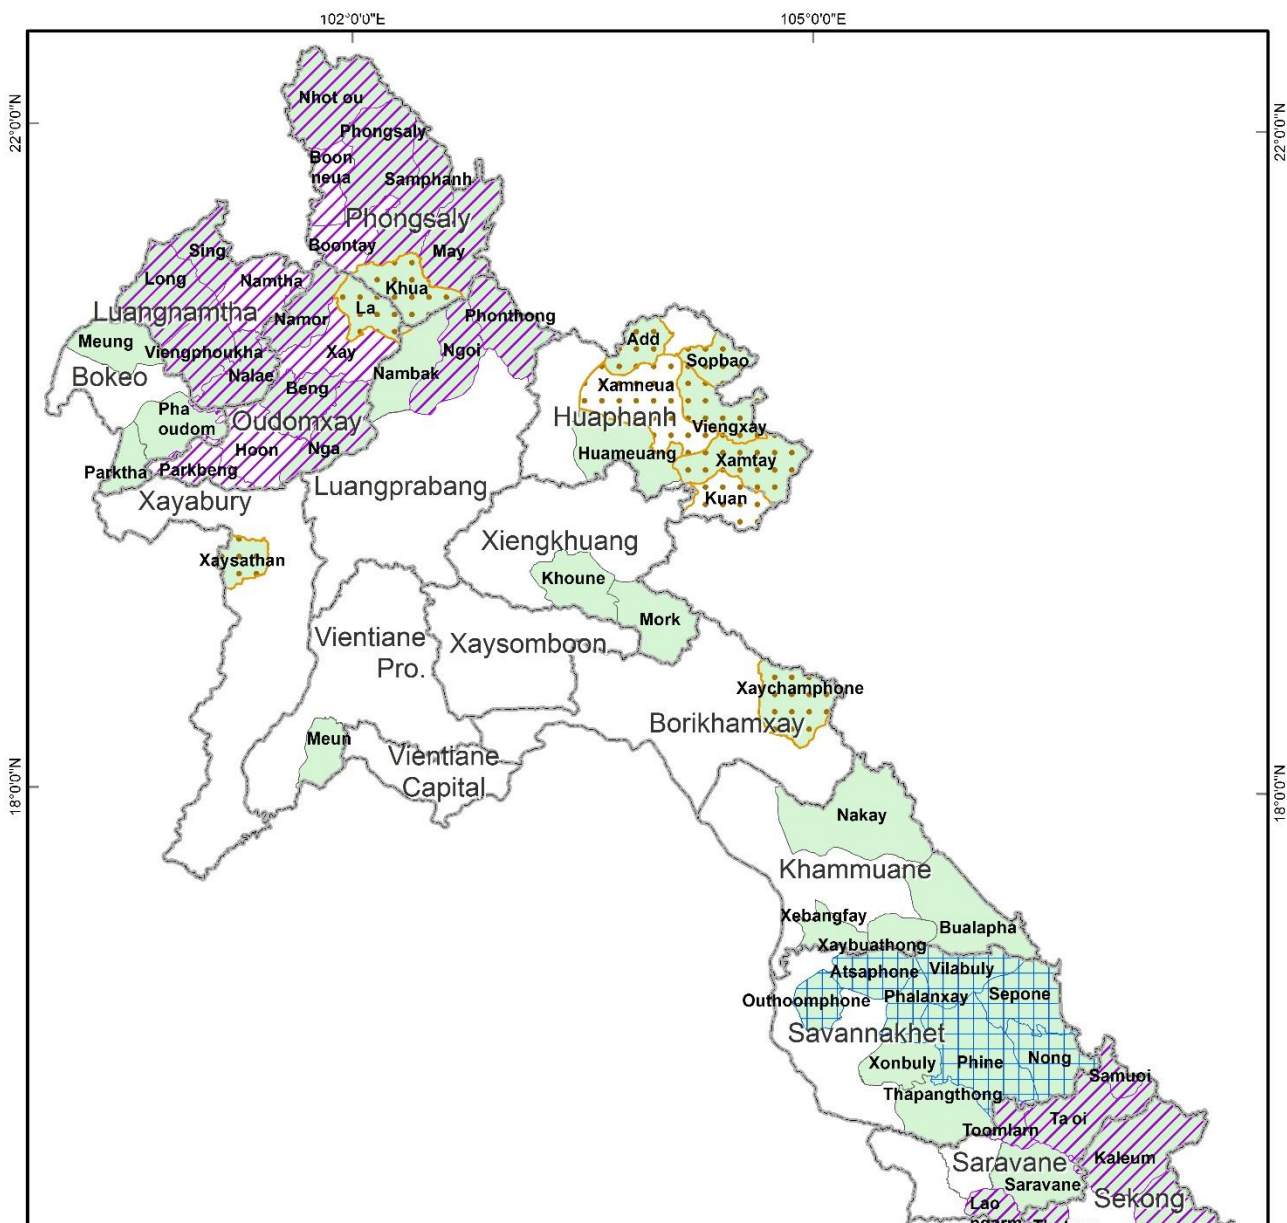 102°0'0"E
105°0'0"E
22°0'0"N
22°0'0"N
Nhot ou
Phongsaly
Boon
neua
Samphanh
Phongsaly
Boontay
May
Sing
Long
Namtha
Khua
La
Luangnamtha
Namor
Phonthong
Meung
Viengphoukha
Xay
Ngoi
Add
Sopbao
Bokeo
Nalae
Beng
Nambak
Xamneua
Pha
oudom
Oudomxay
Huaphanh
Viengxay
Hoon
Nga
Huameuang
Xamtay
Parktha
Parkbeng
Luangprabang
Kuan
Xayabury
Xiengkhuang
Xaysathan
Khoune
Mork
Vientiane
Pro.
Xaysomboon
Xaychamphone
Borikhamxay
Meun
Vientiane
Capital
18°0'0"N
18°0'0"N
Nakay
Khammuane
Xebangfay
Bualapha
Xaybuathong
Atsaphone
Vilabuly
Outhoomphone
Phalanxay
Sepone
Savannakhet
Xonbuly
Phine
Nong
Samuoi
Thapangthong
Ta oi
Toomlarn
Saravane
Kaleum
Saravane
Sekong
Lao
ngarm